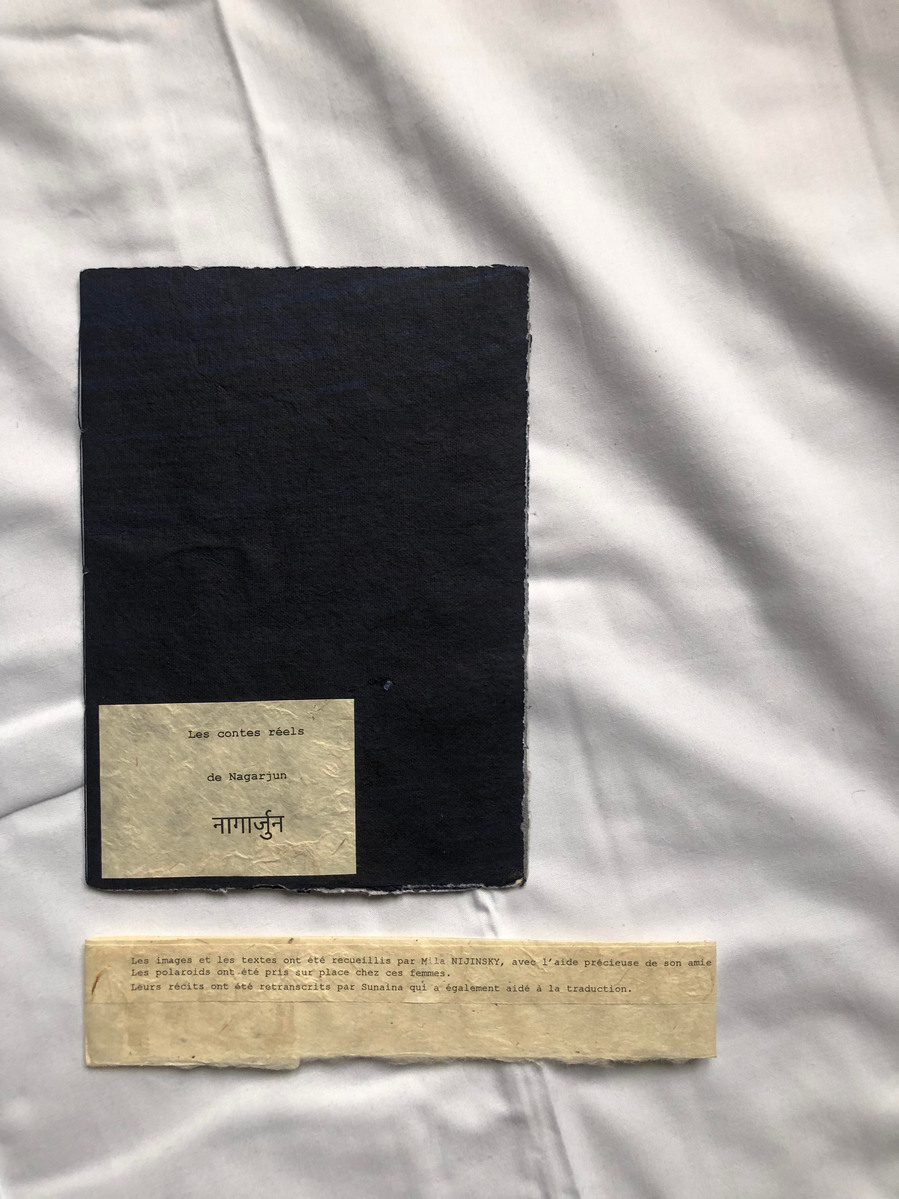 Les contes réels
de Nagarjun
नागार्जुन
Les images et les textes ont été recueillis par Mila NIJINSKY, avec l'aide précieuse de son amie
Les polaroïds ont été pris sur place chez ces femmes.
Leurs récits ont été retranscrits par Sunaina qui a également aidé à la traduction.